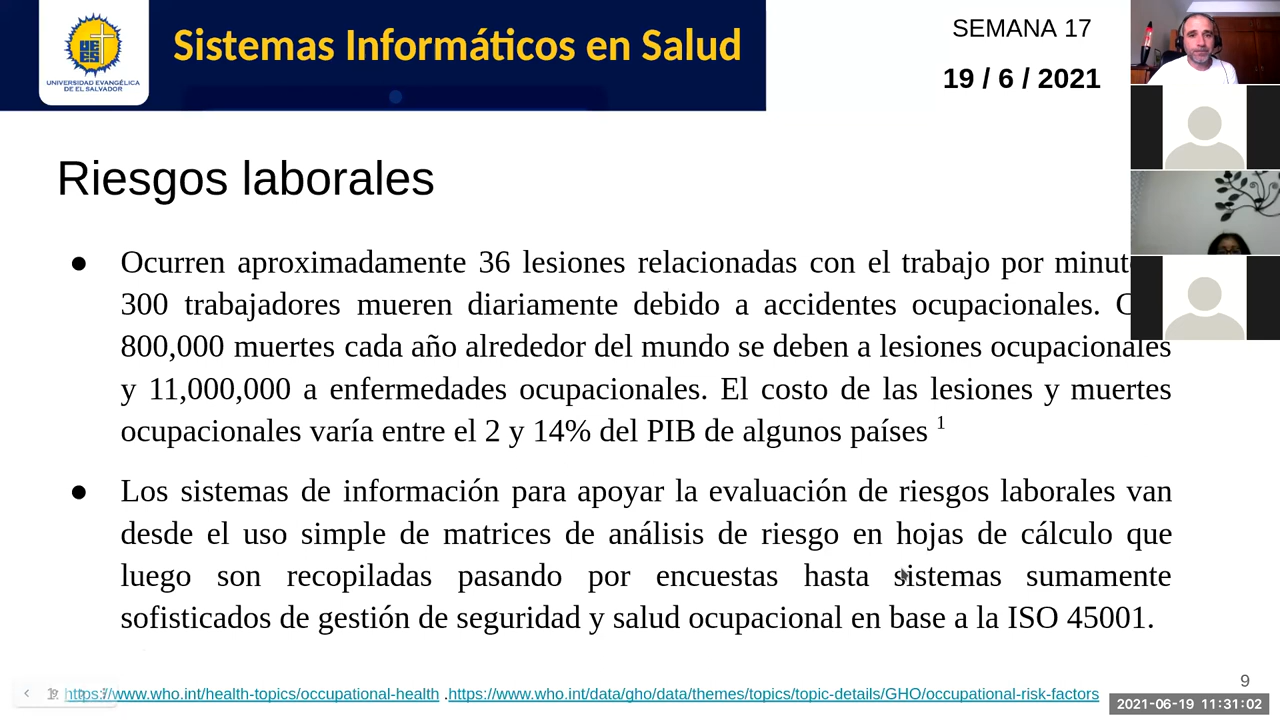 UNIVERSIDAD EVANGÉLICA
DE EL SALVADOR
Sistemas Informáticos en Salud
SEMANA 17
19 / 6 / 2021
Riesgos laborales
● Ocurren aproximadamente 36 lesiones relacionadas con el trabajo por
300 trabajadores mueren diariamente debido a accidentes ocupacionales.
800,000 muertes cada año alrededor del mundo se deben a lesiones ocupacionales
y 11,000,000 a enfermedades ocupacionales. El costo de las lesiones y muertes
ocupacionales varía entre el 2 y 14% del PIB de algunos países 1
● Los sistemas de información para apoyar la evaluación de riesgos laborales van
desde el uso simple de matrices de análisis de riesgo en hojas de cálculo que
luego son recopiladas pasando por encuestas hasta sistemas sumamente
sofisticados de gestión de seguridad y salud ocupacional en base a la ISO 45001.
https://www.who.int/health-topics/occupational-health .https://www.who.int/data/gho/data/themes/topics/topic-details/GHO/occupational-risk-factors
9
2021-06-19 11:31:02